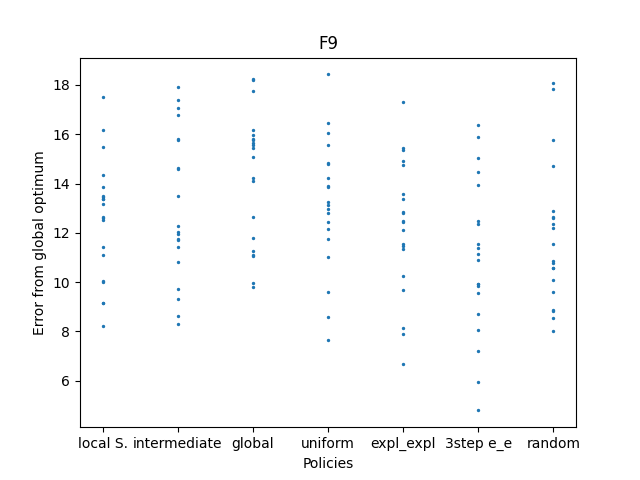 F9
Error from global optimum
18
16
14
12
10
8
6
local S. intermediate global uniform expl_expl 3step e_e random
Policies